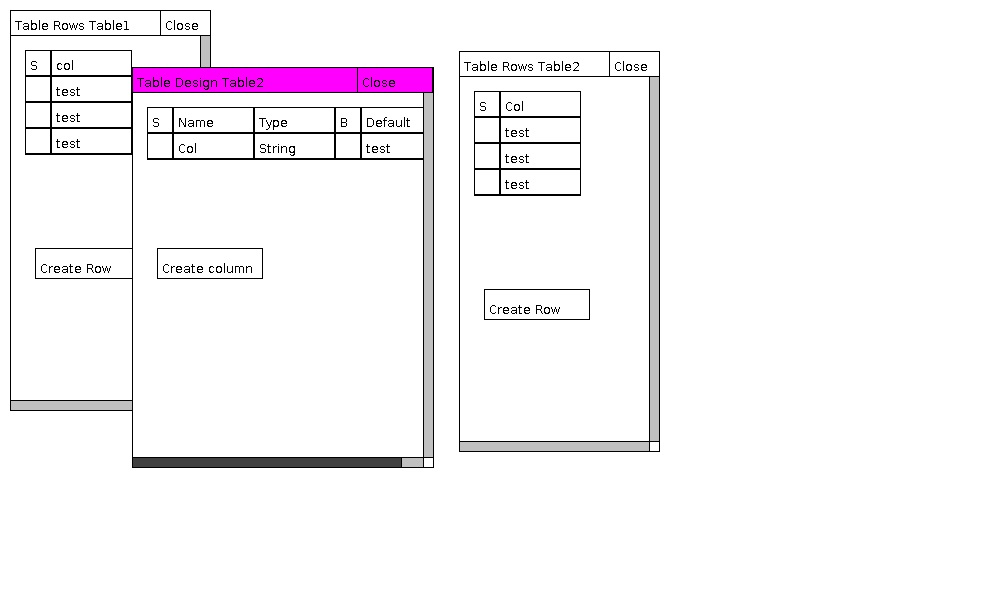 Table Rows Table1 Close
S col
test
test
test
Create Row
Table Design Table2 Close
S Name Type B Default
Col String test
Create column
Table Rows Table2 Close
S Col
test
test
test
Create Row